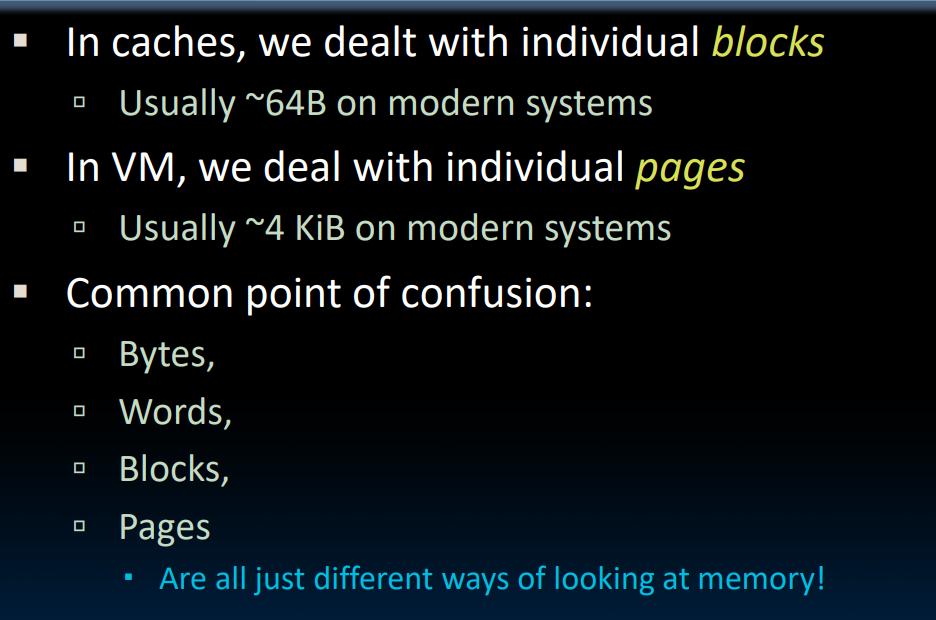 In caches, we dealt with individual blocks
Usually ~64B on modern systems
In VM, we deal with individual pages
Usually ~4 KiB on modern systems
Common point of confusion:
Bytes,
Words,
Blocks,
Pages
Are all just different ways of looking at memory!